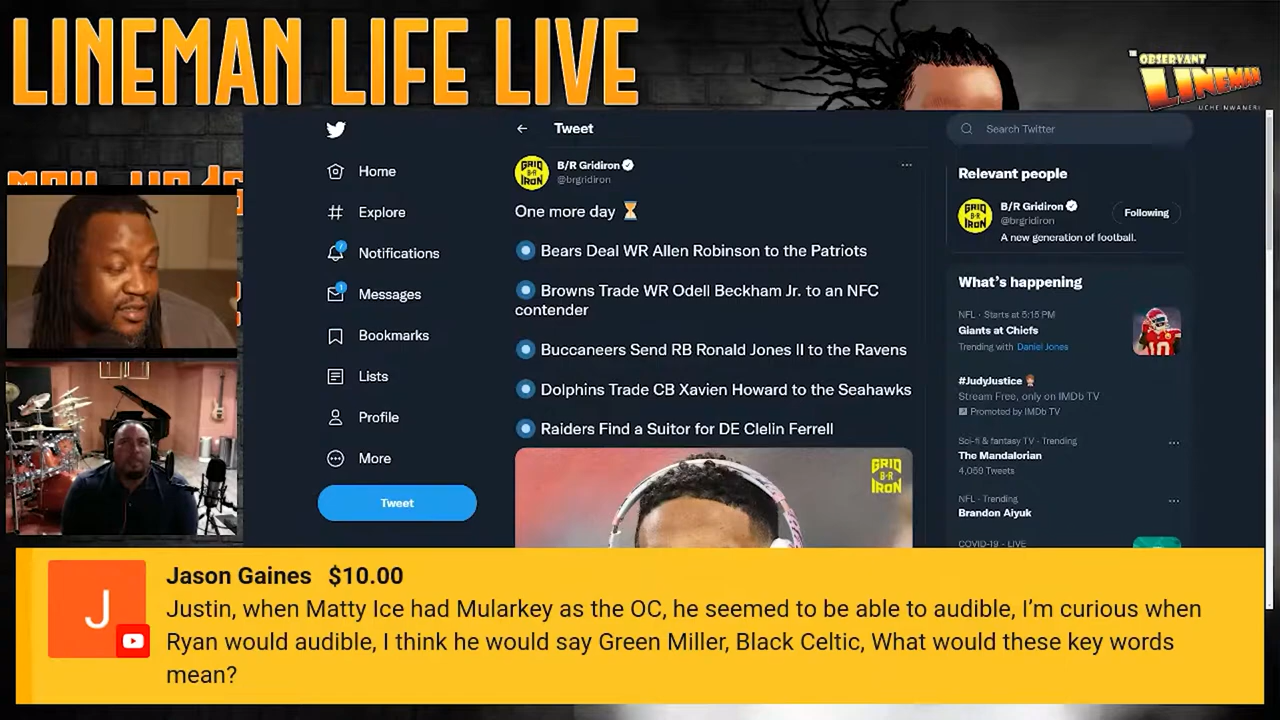 LINEMAN LIFE LIVE
THE
OBSERVANT
LINEMAN
UCHE NWANERI
Home
Explore
Notifications
Messages
1
Bookmarks
Lists
Profile
More
Tweet
Tweet
B/R Gridiron
@brgridiron
One more day
Bears Deal WR Allen Robinson to the Patriots
Browns Trade WR Odell Beckham Jr. to an NFC
contender
Buccaneers Send RB Ronald Jones II to the Ravens
Dolphins Trade CB Xavien Howard to the Seahawks
Raiders Find a Suitor for DE Clelin Ferrell
GRID
B·R
IRON
Search Twitter
Relevant people
B/R Gridiron
@brgridiron
Following
A new generation of football.
What's happening
NFL · Starts at 5:15 PM
Giants at Chiefs
Trending with Daniel Jones
#JudyJustice
Stream Free, only on IMDb TV
Promoted by IMDb TV
Sci-fi & fantasy TV · Trending
The Mandalorian
4,059 Tweets
NFL · Trending
Brandon Aiyuk
COVID-19 · LIVE
J
Jason Gaines $10.00
Justin, when Matty Ice had Mularkey as the OC, he seemed to be able to audible, I'm curious when
Ryan would audible, I think he would say Green Miller, Black Celtic, What would these key words
mean?